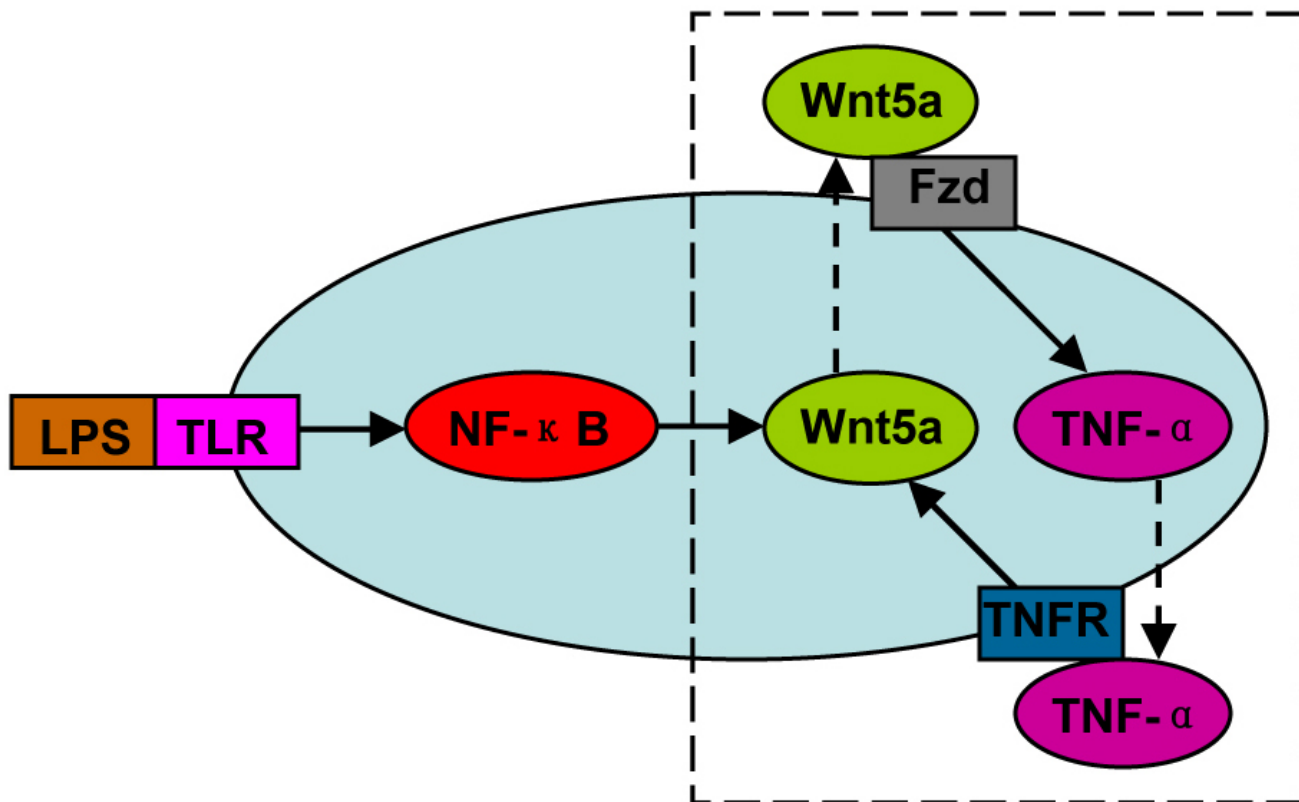 Wnt5a
Fzd
LPS
TLR
NF-κ B
Wnt5a
TNF-α
TNFR
TNF-α